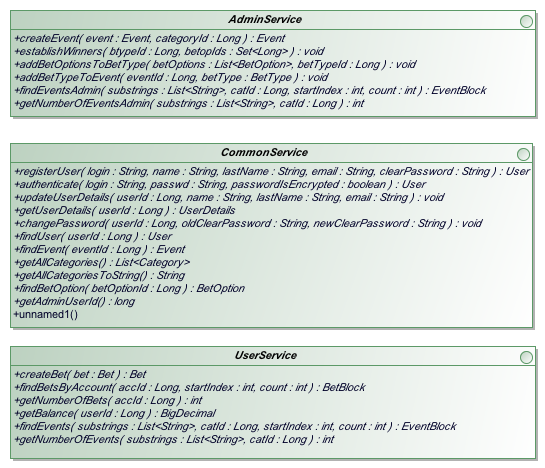 AdminService
+createEvent( event : Event, categoryId : Long ) : Event
+establishWinners( btypeId : Long, betopIds : Set<Long> ) : void
+addBetOptionsToBetType( betOptions : List<BetOption>, betTypeId : Long ) : void
+addBetTypeToEvent( eventId : Long, betType : BetType ) : void
+findEventsAdmin( substrings : List<String>, catId : Long, startIndex : int, count : int ) : EventBlock
+getNumberOfEventsAdmin( substrings : List<String>, catId : Long ) : int
CommonService
+registerUser( login : String, name : String, lastName : String, email : String, clearPassword : String ) : User
+authenticate( login : String, passwd : String, passwordIsEncrypted : boolean ) : User
+updateUserDetails( userId : Long, name : String, lastName : String, email : String ) : void
+getUserDetails( userId : Long ) : UserDetails
+changePassword( userId : Long, oldClearPassword : String, newClearPassword : String ) : void
+findUser( userId : Long ) : User
+findEvent( eventId : Long ) : Event
+getAllCategories() : List<Category>
+getAllCategoriesToString() : String
+findBetOption( betOptionId : Long ) : BetOption
+getAdminUserId() : long
+unnamed1()
UserService
+createBet( bet : Bet ) : Bet
+findBetsByAccount( accId : Long, startIndex : int, count : int ) : BetBlock
+getNumberOfBets( accId : Long ) : int
+getBalance( userId : Long ) : BigDecimal
+findEvents( substrings : List<String>, catId : Long, startIndex : int, count : int ) : EventBlock
+getNumberOfEvents( substrings : List<String>, catId : Long ) : int